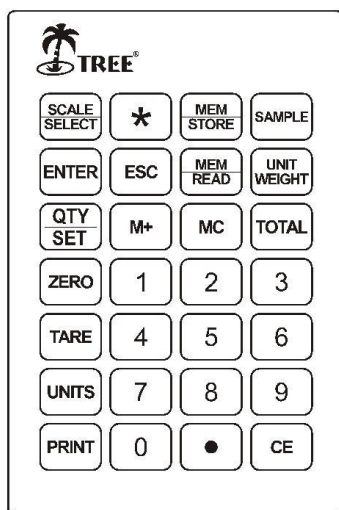 TREE®
SCALE SELECT * MEM STORE SAMPLE
ENTER ESC MEM READ UNIT WEIGHT
QTY SET M+ MC TOTAL
ZERO 1 2 3
TARE 4 5 6
UNITS 7 8 9
PRINT 0 • CE